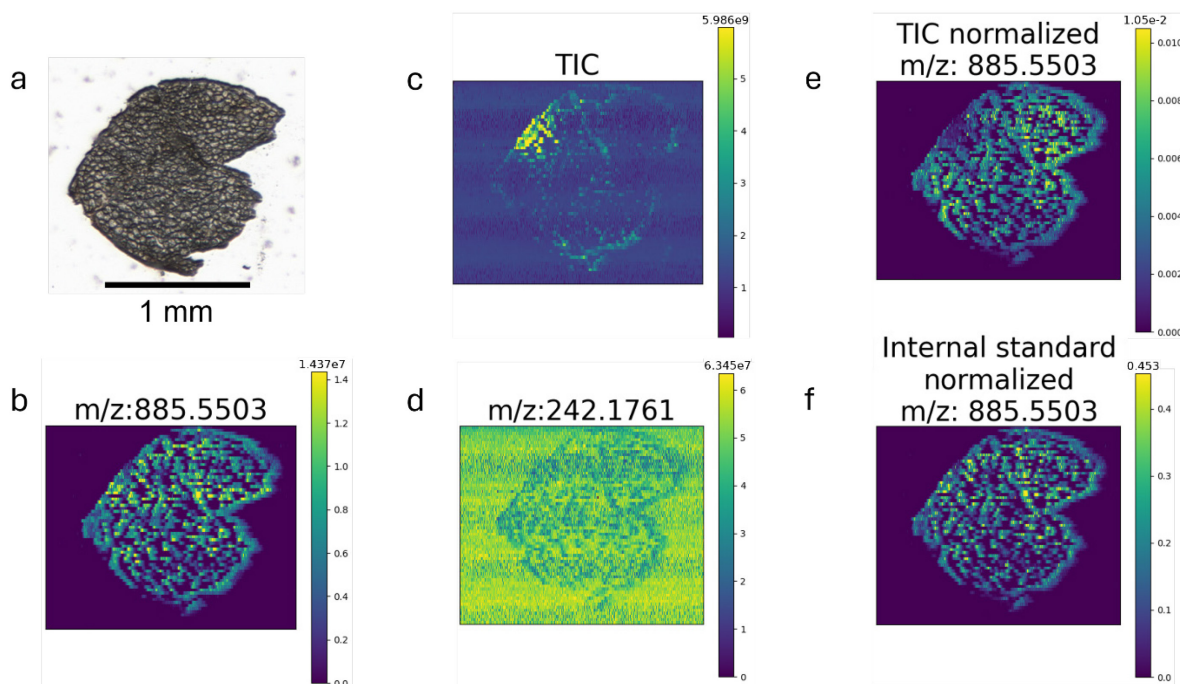 a
1 mm
b
1.437e7
m/z:885.5503
1.4
1.2
1.0
0.8
0.6
0.4
0.2
0.0
c
5.986e9
TIC
5
4
3
2
1
d
6.345e7
m/z:242.1761
6
5
4
3
2
1
0
e
1.05e-2
TIC normalized
m/z: 885.5503
0.010
0.008
0.006
0.004
0.002
0.000
f
Internal standard
normalized
m/z: 885.5503
0.453
0.4
0.3
0.2
0.1
0.0